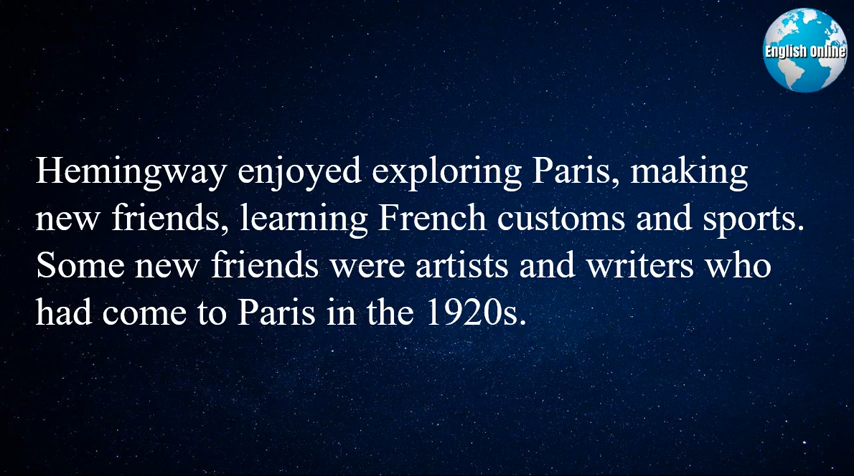 English Online
Hemingway enjoyed exploring Paris, making
new friends, learning French customs and sports.
Some new friends were artists and writers who
had come to Paris in the 1920s.